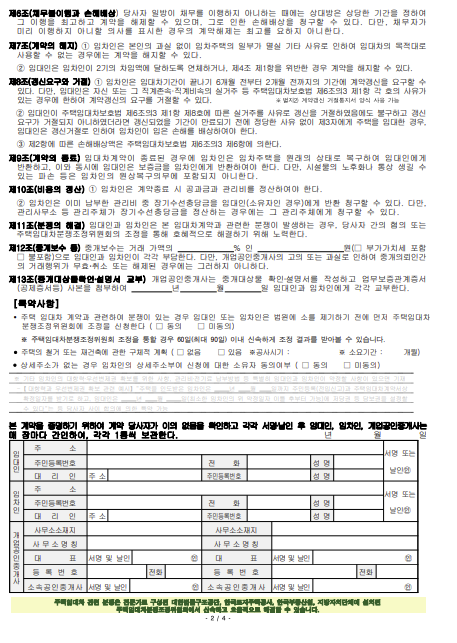 제6조(채무불이행과 손해배상) 당사자 일방이 채무를 이행하지 아니하는 때에는 상대방은 상당한 기간을 정하여
그 이행을 최고하고 계약을 해제할 수 있으며, 그로 인한 손해배상을 청구할 수 있다. 다만, 채무자가
미리 이행하지 아니할 의사를 표시한 경우의 계약해제는 최고를 요하지 아니한다.
제7조(계약의 해지) ① 임차인은 본인의 과실 없이 임차주택의 일부가 멸실 기타 사유로 인하여 임대차의 목적대로
사용할 수 없는 경우에는 계약을 해지할 수 있다.
② 임대인은 임차인이 2기의 차임액에 달하도록 연체하거나, 제4조 제1항을 위반한 경우 계약을 해지할 수 있다.
제8조(갱신요구와 거절) ① 임차인은 임대차기간이 끝나기 6개월 전부터 2개월 전까지의 기간에 계약갱신을 요구할 수
있다. 다만, 임대인은 자신 또는 그 직계존속·직계비속의 실거주 등 주택임대차보호법 제6조의3 제1항 각 호의 사유가
있는 경우에 한하여 계약갱신의 요구를 거절할 수 있다. ※ 별지2) 계약갱신 거절통지서 양식 사용 가능
② 임대인이 주택임대차보호법 제6조의3 제1항 제8호에 따른 실거주를 사유로 갱신을 거절하였음에도 불구하고 갱신
요구가 거절되지 아니하였더라면 갱신되었을 기간이 만료되기 전에 정당한 사유 없이 제3자에게 주택을 임대한 경우,
임대인은 갱신거절로 인하여 임차인이 입은 손해를 배상하여야 한다.
③ 제2항에 따른 손해배상액은 주택임대차보호법 제6조의3 제6항에 의한다.
제9조(계약의 종료) 임대차계약이 종료된 경우에 임차인은 임차주택을 원래의 상태로 복구하여 임대인에게
반환하고, 이와 동시에 임대인은 보증금을 임차인에게 반환하여야 한다. 다만, 시설물의 노후화나 통상 생길 수
있는 파손 등은 임차인의 원상복구의무에 포함되지 아니한다.
제10조(비용의 정산) ① 임차인은 계약종료 시 공과금과 관리비를 정산하여야 한다.
② 임차인은 이미 납부한 관리비 중 장기수선충당금을 임대인(소유자인 경우)에게 반환 청구할 수 있다. 다만,
관리사무소 등 관리주체가 장기수선충당금을 정산하는 경우에는 그 관리주체에게 청구할 수 있다.
제11조(분쟁의 해결) 임대인과 임차인은 본 임대차계약과 관련한 분쟁이 발생하는 경우, 당사자 간의 협의 또는
주택임대차분쟁조정위원회의 조정을 통해 호혜적으로 해결하기 위해 노력한다.
제12조(중개보수 등) 중개보수는 거래 가액의 % 인 원(□ 부가가치세 포함
□ 불포함)으로 임대인과 임차인이 각각 부담한다. 다만, 개업공인중개사의 고의 또는 과실로 인하여 중개의뢰인간
의 거래행위가 무효·취소 또는 해제된 경우에는 그러하지 아니하다.
제13조(중개대상물확인·설명서 교부) 개업공인중개사는 중개대상물 확인·설명서를 작성하고 업무보증관계증서
(공제증서등) 사본을 첨부하여 년 월 일 임대인과 임차인에게 각각 교부한다.
[특약사항]
• 주택 임대차 계약과 관련하여 분쟁이 있는 경우 임대인 또는 임차인은 법원에 소를 제기하기 전에 먼저 주택임대차
분쟁조정위원회에 조정을 신청한다 ( □ 동의 □ 미동의)
※ 주택임대차분쟁조정위원회 조정을 통할 경우 60일(최대 90일) 이내 신속하게 조정 결과를 받아볼 수 있습니다.
• 주택의 철거 또는 재건축에 관한 구체적 계획 ( □ 없음 □ 있음 ※공사시기 : ※ 소요기간 : 개월)
• 상세주소가 없는 경우 임차인의 상세주소부여 신청에 대한 소유자 동의여부 ( □ 동의 □ 미동의)
본 계약을 증명하기 위하여 계약 당사자가 이의 없음을 확인하고 각각 서명날인 후 임대인, 임차인, 개업공인중개사는
매 장마다 간인하여, 각각 1통씩 보관한다. 년 월 일
임대인 주 소 서명 또는 날인㊞
주민등록번호 전 화 성 명
대 리 인 주 소 주민등록번호 성 명
임차인 주 소 서명 또는 날인㊞
주민등록번호 전 화 성 명
대 리 인 주 소 주민등록번호 성 명
개업공인중개사 사무소소재지 사무소소재지
사 무 소 명 칭 사 무 소 명 칭
대 표 서명 및 날인 ㊞ 대 표 서명 및 날인 ㊞
등 록 번 호 전화 등 록 번 호 전화
소속공인중개사 서명 및 날인 ㊞ 소속공인중개사 서명 및 날인 ㊞
주택임대차 관련 분쟁은 전문가로 구성된 대한법률구조공단, 한국토지주택공사, 한국부동산원, 지방자치단체에 설치된
주택임대차분쟁조정위원회에서 신속하고 효율적으로 해결할 수 있습니다.
- 2 / 4 -